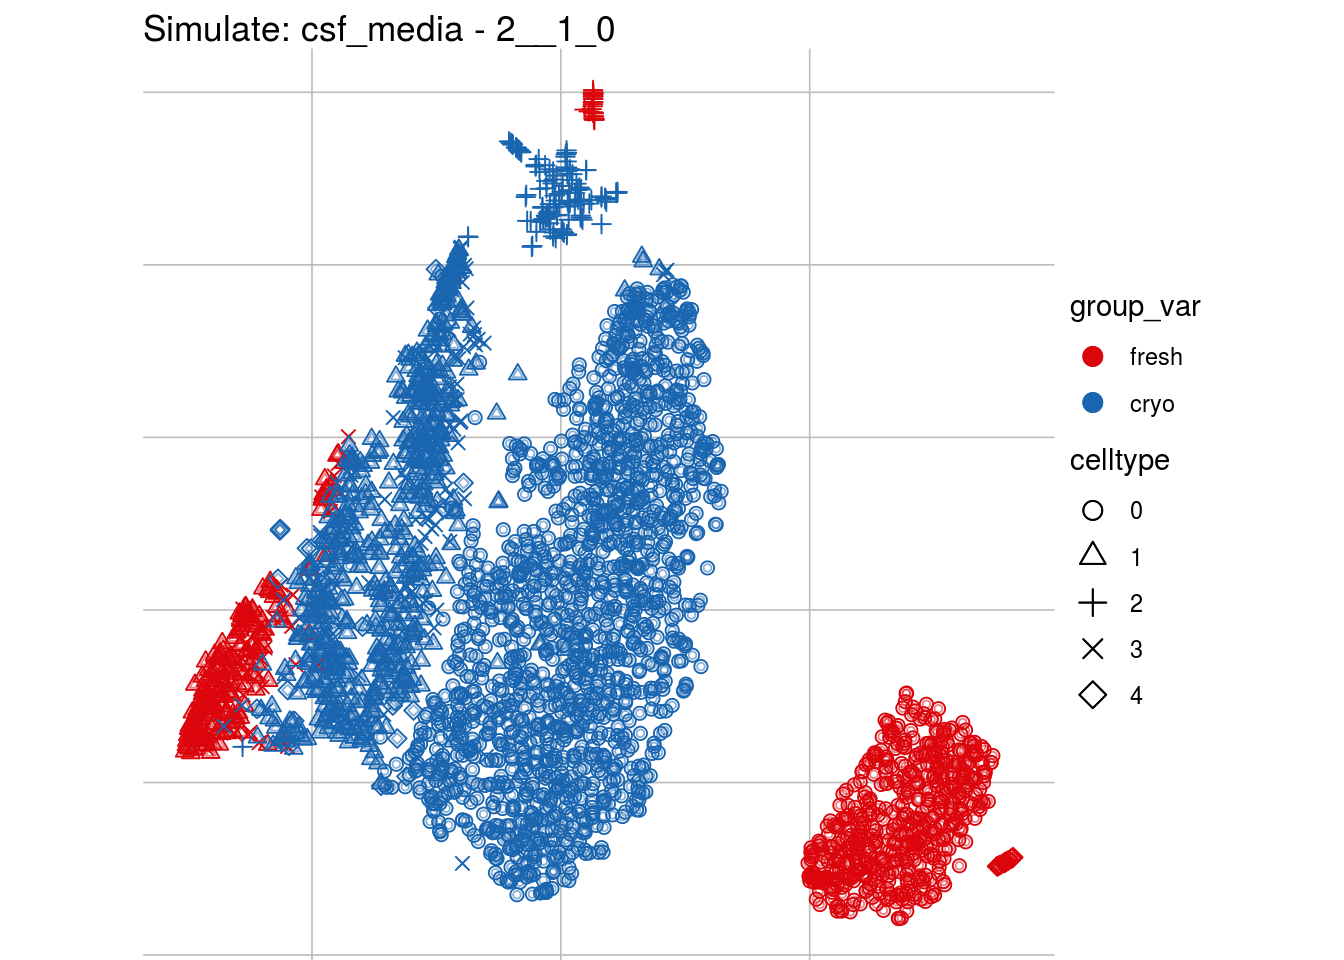 Simulate: csf_media - 2__1_0
group_var
fresh
cryo
celltype
0
1
2
3
4